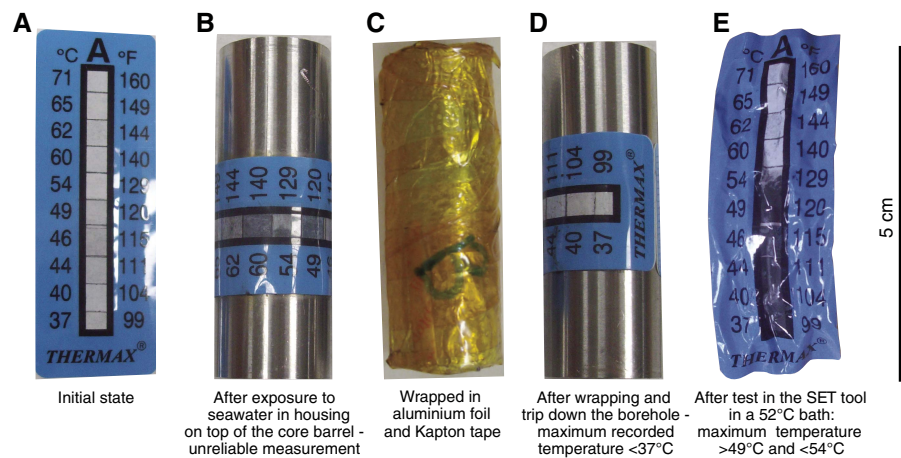 A
°C A °F
71 160
65 149
62 144
60 140
54 129
49 120
46 115
44 111
40 104
37 99
THERMAX®
Initial state
B
144 140 129 120
62 60 54 49
After exposure to
seawater in housing
on top of the core barrel -
unreliable measurement
C
Wrapped in
aluminium foil
and Kapton tape
D
111 104 99
44 40 37
THERMAX®
After wrapping and
trip down the borehole -
maximum recorded
temperature <37°C
E
°C A °F
71 160
65 149
62 144
60 140
54 129
49 120
46 115
44 111
40 104
37 99
THERMAX®
After test in the SET tool
in a 52°C bath:
maximum temperature
>49°C and <54°C
5 cm